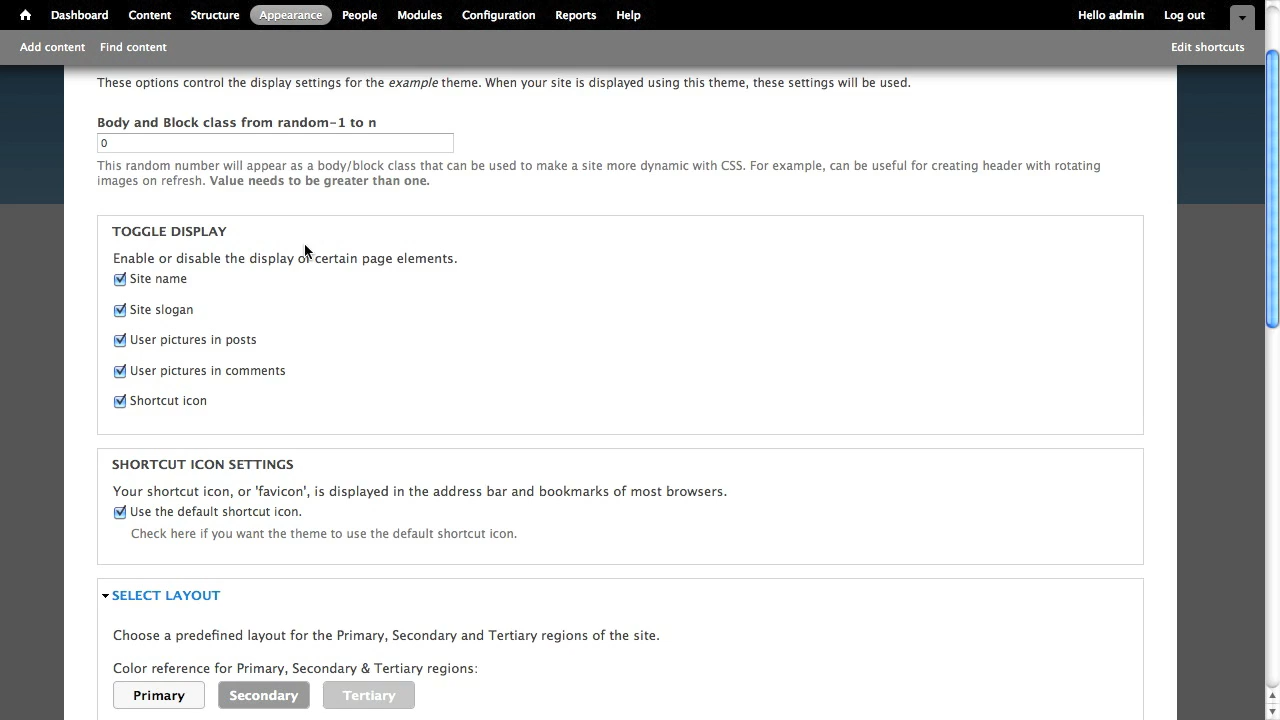 Dashboard Content Structure Appearance People Modules Configuration Reports Help Hello admin Log out
Add content Find content Edit shortcuts
These options control the display settings for the example theme. When your site is displayed using this theme, these settings will be used.
Body and Block class from random-1 to n
0
This random number will appear as a body/block class that can be used to make a site more dynamic with CSS. For example, can be useful for creating header with rotating
images on refresh. Value needs to be greater than one.
TOGGLE DISPLAY
Enable or disable the display of certain page elements.
Site name
Site slogan
User pictures in posts
User pictures in comments
Shortcut icon
SHORTCUT ICON SETTINGS
Your shortcut icon, or 'favicon', is displayed in the address bar and bookmarks of most browsers.
Use the default shortcut icon.
Check here if you want the theme to use the default shortcut icon.
SELECT LAYOUT
Choose a predefined layout for the Primary, Secondary and Tertiary regions of the site.
Color reference for Primary, Secondary & Tertiary regions:
Primary Secondary Tertiary